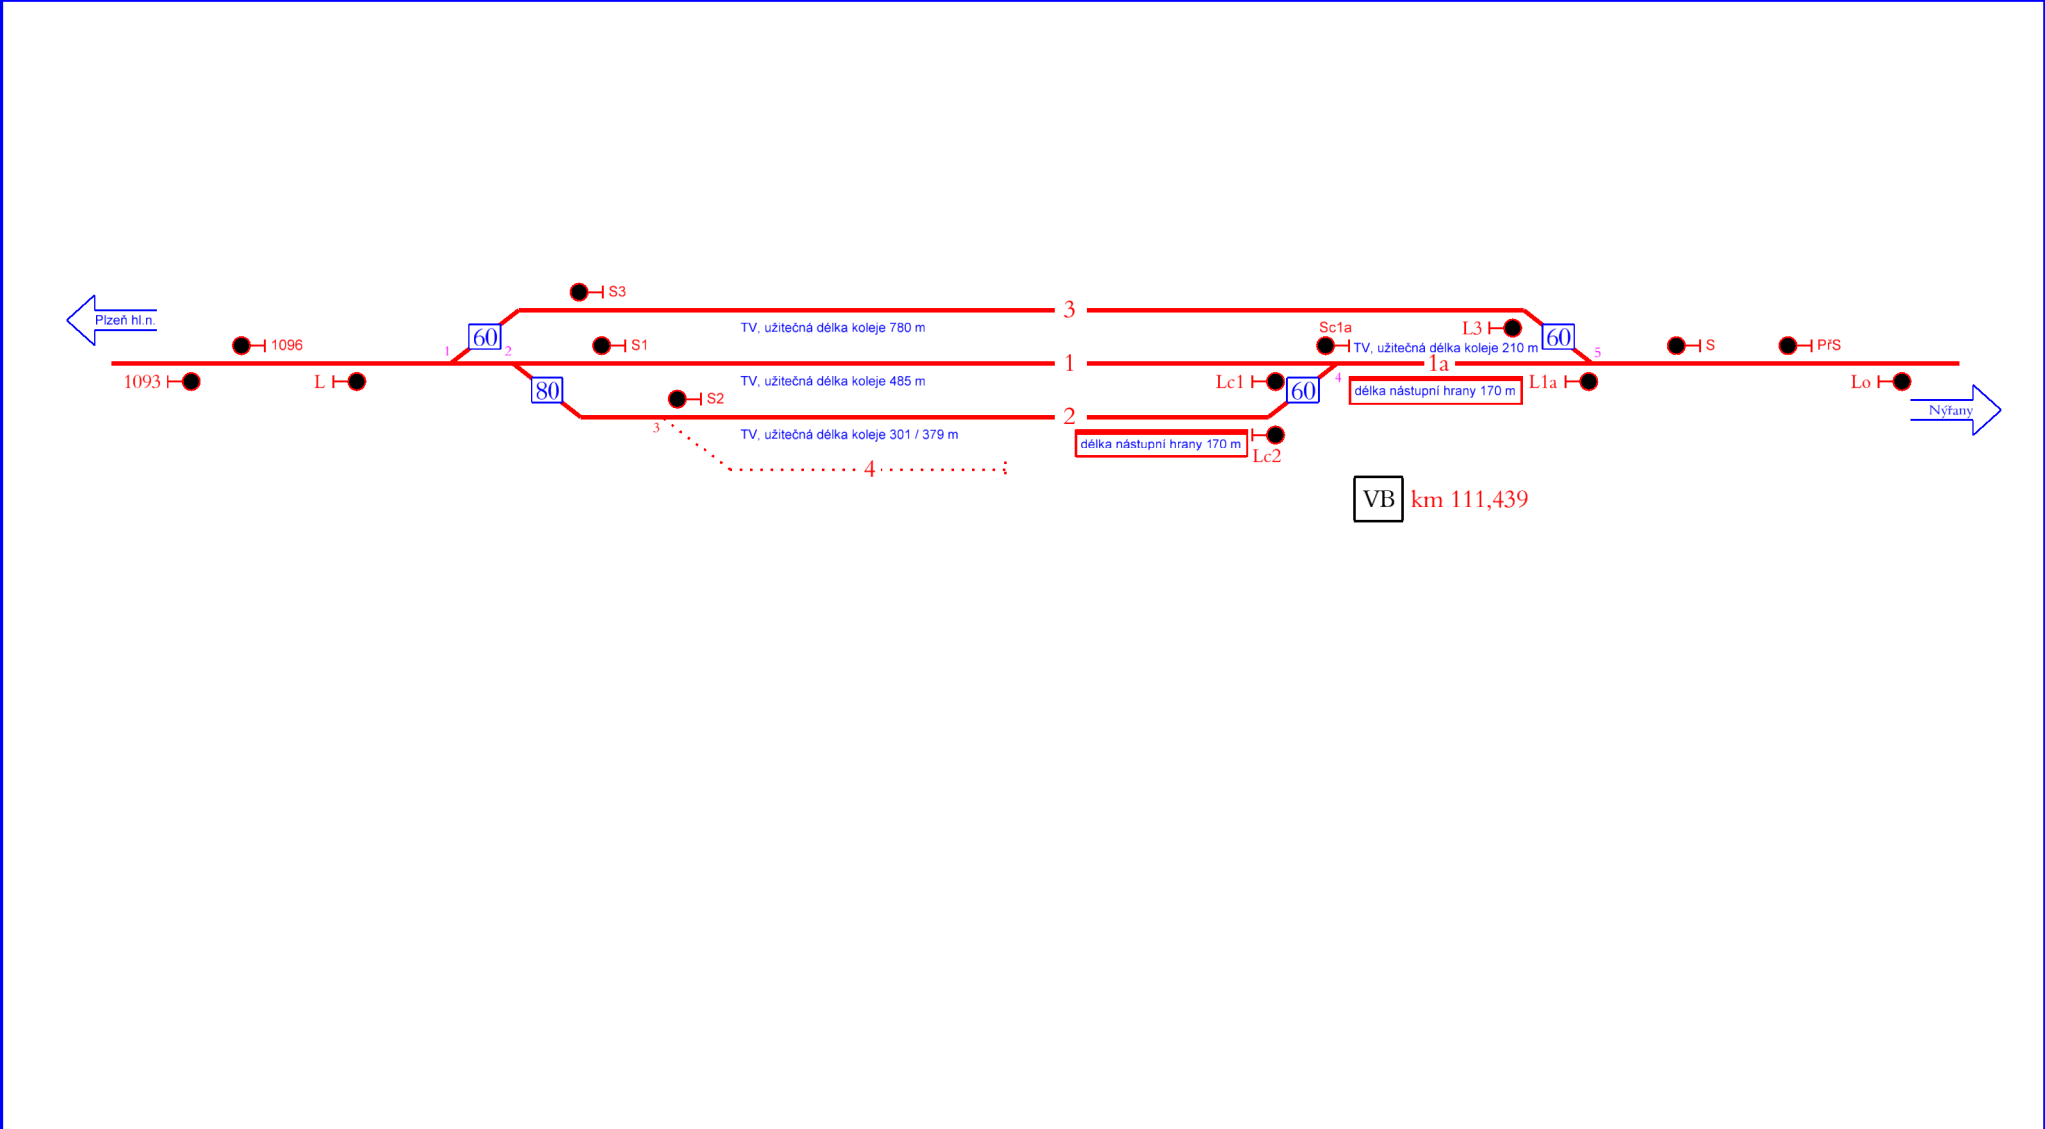 S3
Plzeň hl.n.
3
60
TV, užitečná délka koleje 780 m
Sc1a
L3
60
1096
1
2
S1
TV, užitečná délka koleje 210 m
5
S
PřS
1
1a
1093
L
80
TV, užitečná délka koleje 485 m
Lc1
60
4
délka nástupní hrany 170 m
L1a
Lo
S2
Nýřany
2
3
TV, užitečná délka koleje 301 / 379 m
délka nástupní hrany 170 m
Lc2
4
VB km 111,439